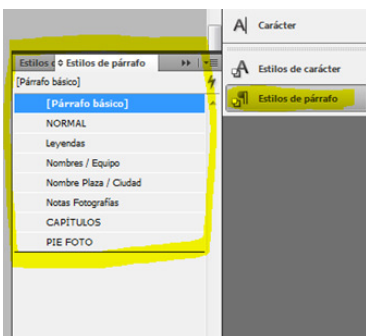 Carácter
Estilos de carácter
Estilos de párrafo
Estilos c Estilos de párrafo
[Párrafo básico]
[Párrafo básico]
NORMAL
Leyendas
Nombres / Equipo
Nombre Plaza / Ciudad
Notas Fotografías
CAPÍTULOS
PIE FOTO